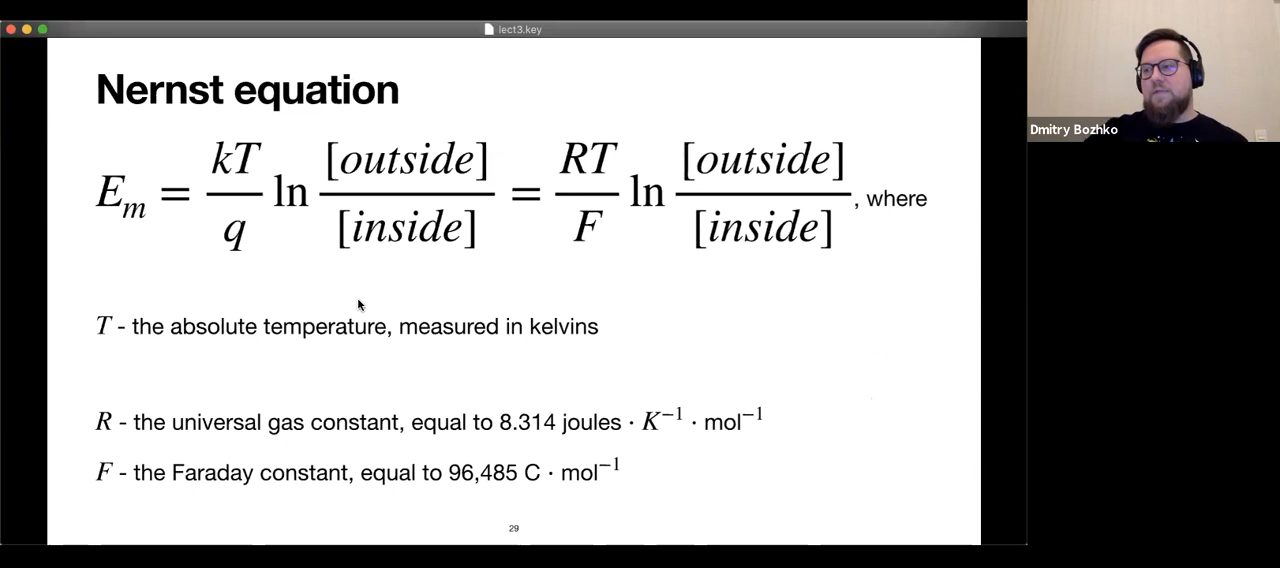 lect3.key
Nernst equation
E_m = kT/q ln [outside]/[inside] = RT/F ln [outside]/[inside] , where
T - the absolute temperature, measured in kelvins
R - the universal gas constant, equal to 8.314 joules · K⁻¹ · mol⁻¹
F - the Faraday constant, equal to 96,485 C · mol⁻¹
29
Dmitry Bozhko